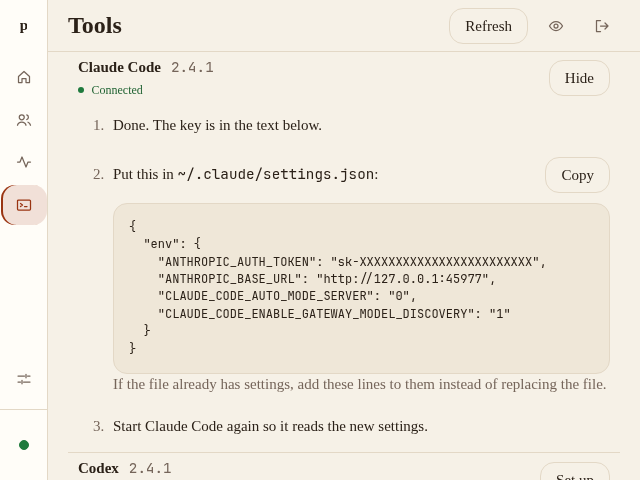 p
Tools
Refresh
Claude Code 2.4.1
Connected
Hide
1. Done. The key is in the text below.
2. Put this in ~/.claude/settings.json:
Copy
{
  "env": {
    "ANTHROPIC_AUTH_TOKEN": "sk-XXXXXXXXXXXXXXXXXXXXXXXX",
    "ANTHROPIC_BASE_URL": "http://127.0.0.1:45977",
    "CLAUDE_CODE_AUTO_MODE_SERVER": "0",
    "CLAUDE_CODE_ENABLE_GATEWAY_MODEL_DISCOVERY": "1"
  }
}
If the file already has settings, add these lines to them instead of replacing the file.
3. Start Claude Code again so it reads the new settings.
Codex 2.4.1
Set up